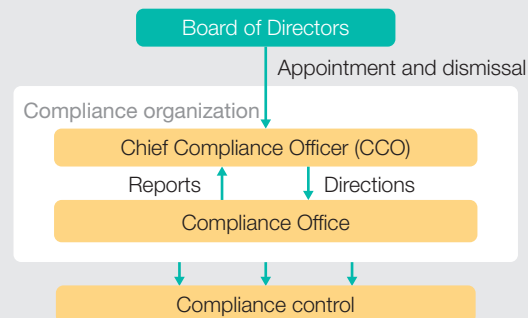 Board of Directors
Appointment and dismissal
Compliance organization
Chief Compliance Officer (CCO)
Reports
Directions
Compliance Office
Compliance control